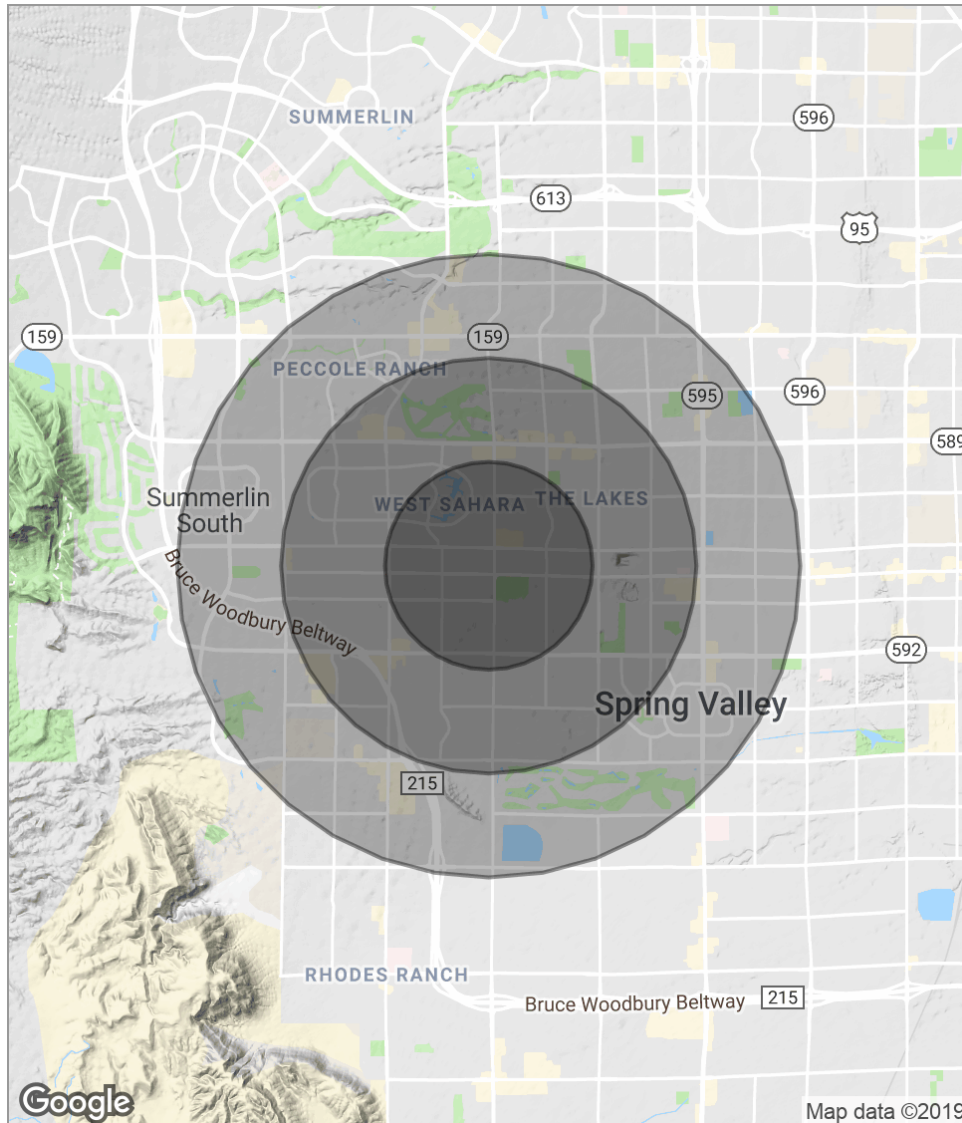 SUMMERLIN
596
613
95
159
159
PECCOLE RANCH
595
596
589
Summerlin
South
WEST SAHARA
THE LAKES
Bruce Woodbury Beltway
592
Spring Valley
215
RHODES RANCH
Bruce Woodbury Beltway
215
Google
Map data ©2019